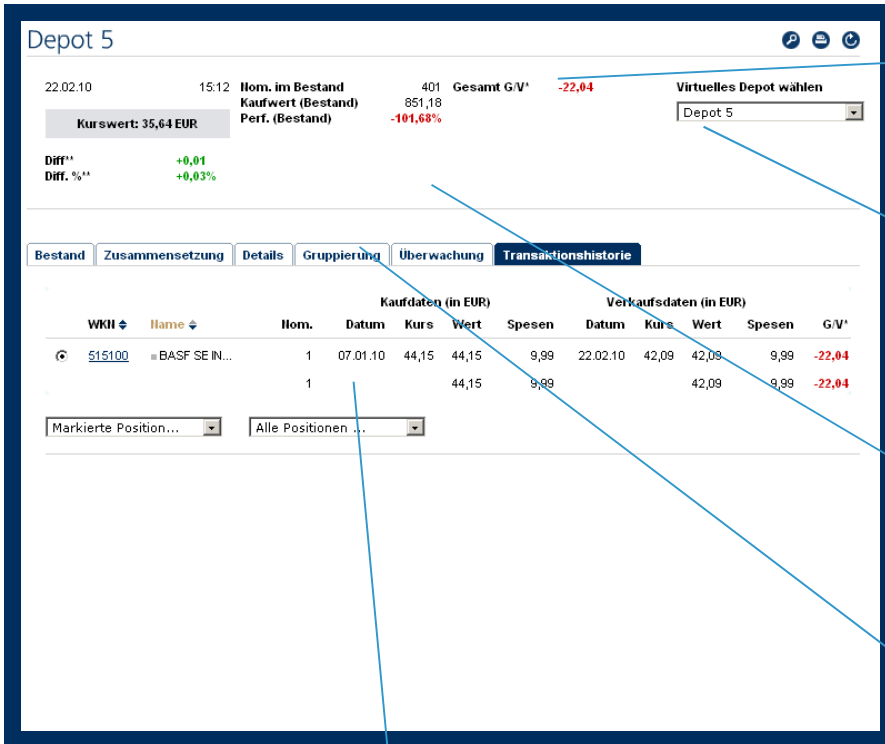 Depot 5
22.02.10 15:12 Nom. im Bestand 401 Gesamt G/V* -22,04 Virtuelles Depot wählen
Kaufwert (Bestand) 851,18 Depot 5
Kurswert: 35,64 EUR Perf. (Bestand) -101,68%
Diff** +0,01
Diff. %** +0,03%
Bestand Zusammensetzung Details Gruppierung Überwachung Transaktionshistorie
Kaufdaten (in EUR) Verkaufsdaten (in EUR)
WKN Name Nom. Datum Kurs Wert Spesen Datum Kurs Wert Spesen G/V*
515100 BASF SE IN... 1 07.01.10 44,15 44,15 9,99 22.02.10 42,09 42,09 9,99 -22,04
1 44,15 9,99 42,09 9,99 -22,04
Markierte Position... Alle Positionen ...